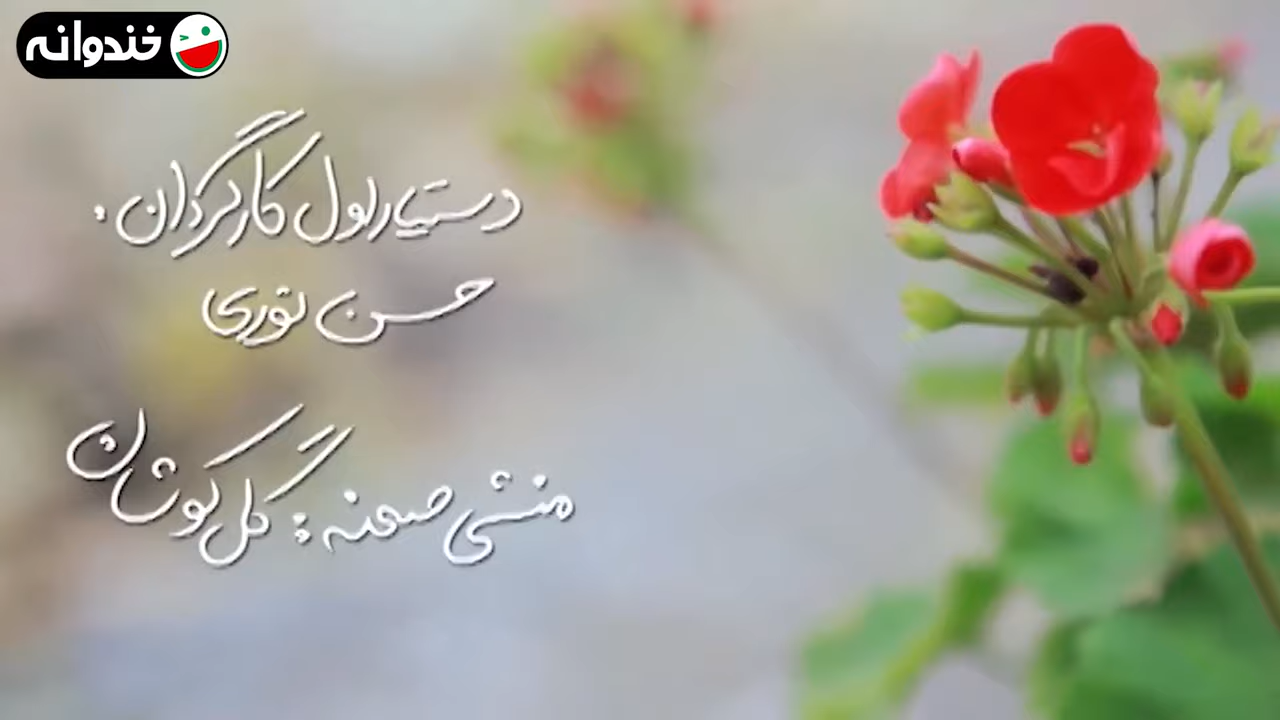 خندوانه
دستیار اول کارگردان:
حسن نوری
منشی صحنه: گل کوشان